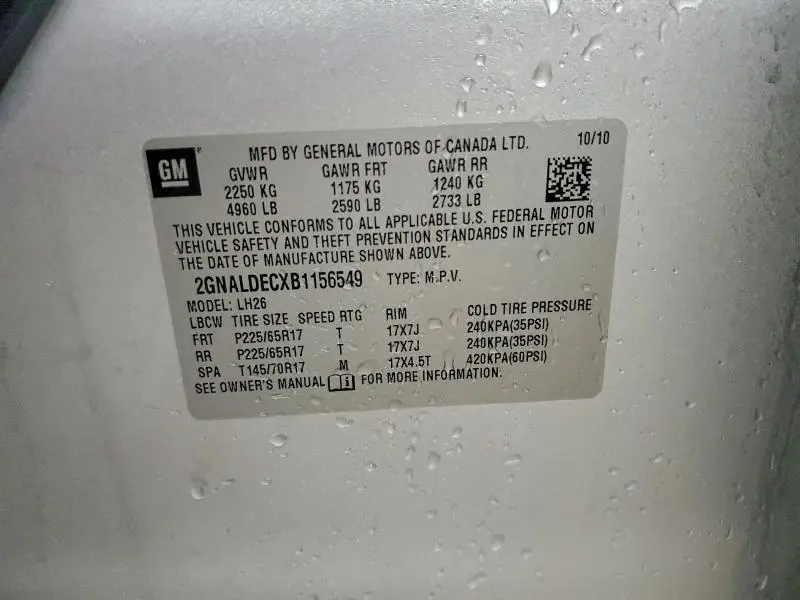 GM
MFD BY GENERAL MOTORS OF CANADA LTD. 10/10
GVWR GAWR FRT GAWR RR
2250 KG 1175 KG 1240 KG
4960 LB 2590 LB 2733 LB
THIS VEHICLE CONFORMS TO ALL APPLICABLE U.S. FEDERAL MOTOR
VEHICLE SAFETY AND THEFT PREVENTION STANDARDS IN EFFECT ON
THE DATE OF MANUFACTURE SHOWN ABOVE.
2GNALDECXB1156549 TYPE: M.P.V.
MODEL: LH26
LBCW TIRE SIZE SPEED RTG RIM COLD TIRE PRESSURE
FRT P225/65R17 T 17X7J 240KPA(35PSI)
RR P225/65R17 T 17X7J 240KPA(35PSI)
SPA T145/70R17 M 17X4.5T 420KPA(60PSI)
SEE OWNER'S MANUAL FOR MORE INFORMATION.